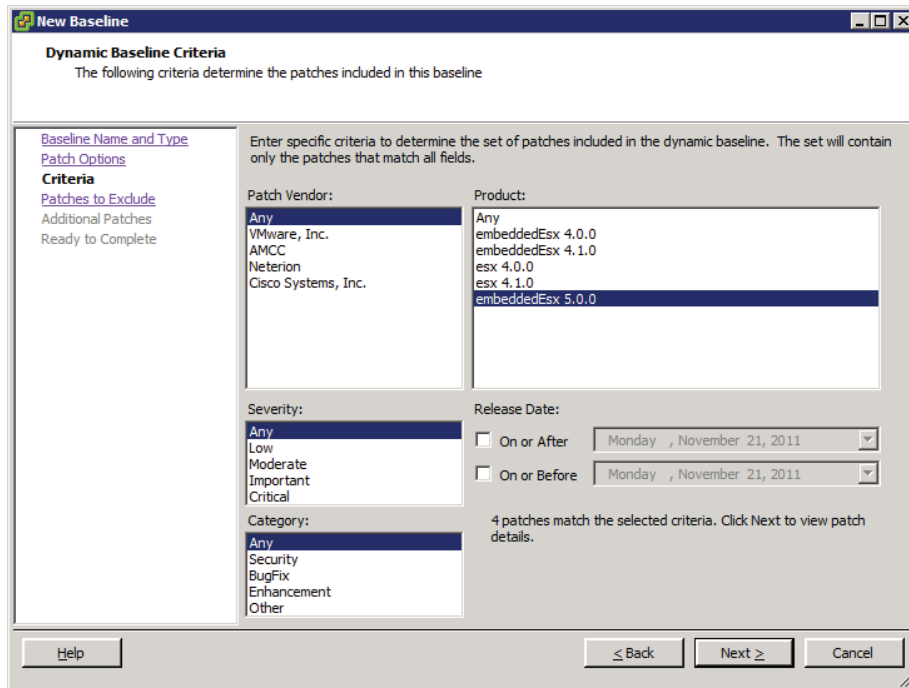 New Baseline
Dynamic Baseline Criteria
The following criteria determine the patches included in this baseline
Baseline Name and Type
Patch Options
Criteria
Patches to Exclude
Additional Patches
Ready to Complete
Enter specific criteria to determine the set of patches included in the dynamic baseline. The set will contain
only the patches that match all fields.
Patch Vendor:
Any
VMware, Inc.
AMCC
Neterion
Cisco Systems, Inc.
Product:
Any
embeddedEsx 4.0.0
embeddedEsx 4.1.0
esx 4.0.0
esx 4.1.0
embeddedEsx 5.0.0
Severity:
Any
Low
Moderate
Important
Critical
Release Date:
On or After
Monday , November 21, 2011
On or Before
Monday , November 21, 2011
Category:
Any
Security
BugFix
Enhancement
Other
4 patches match the selected criteria. Click Next to view patch
details.
Help
< Back
Next >
Cancel